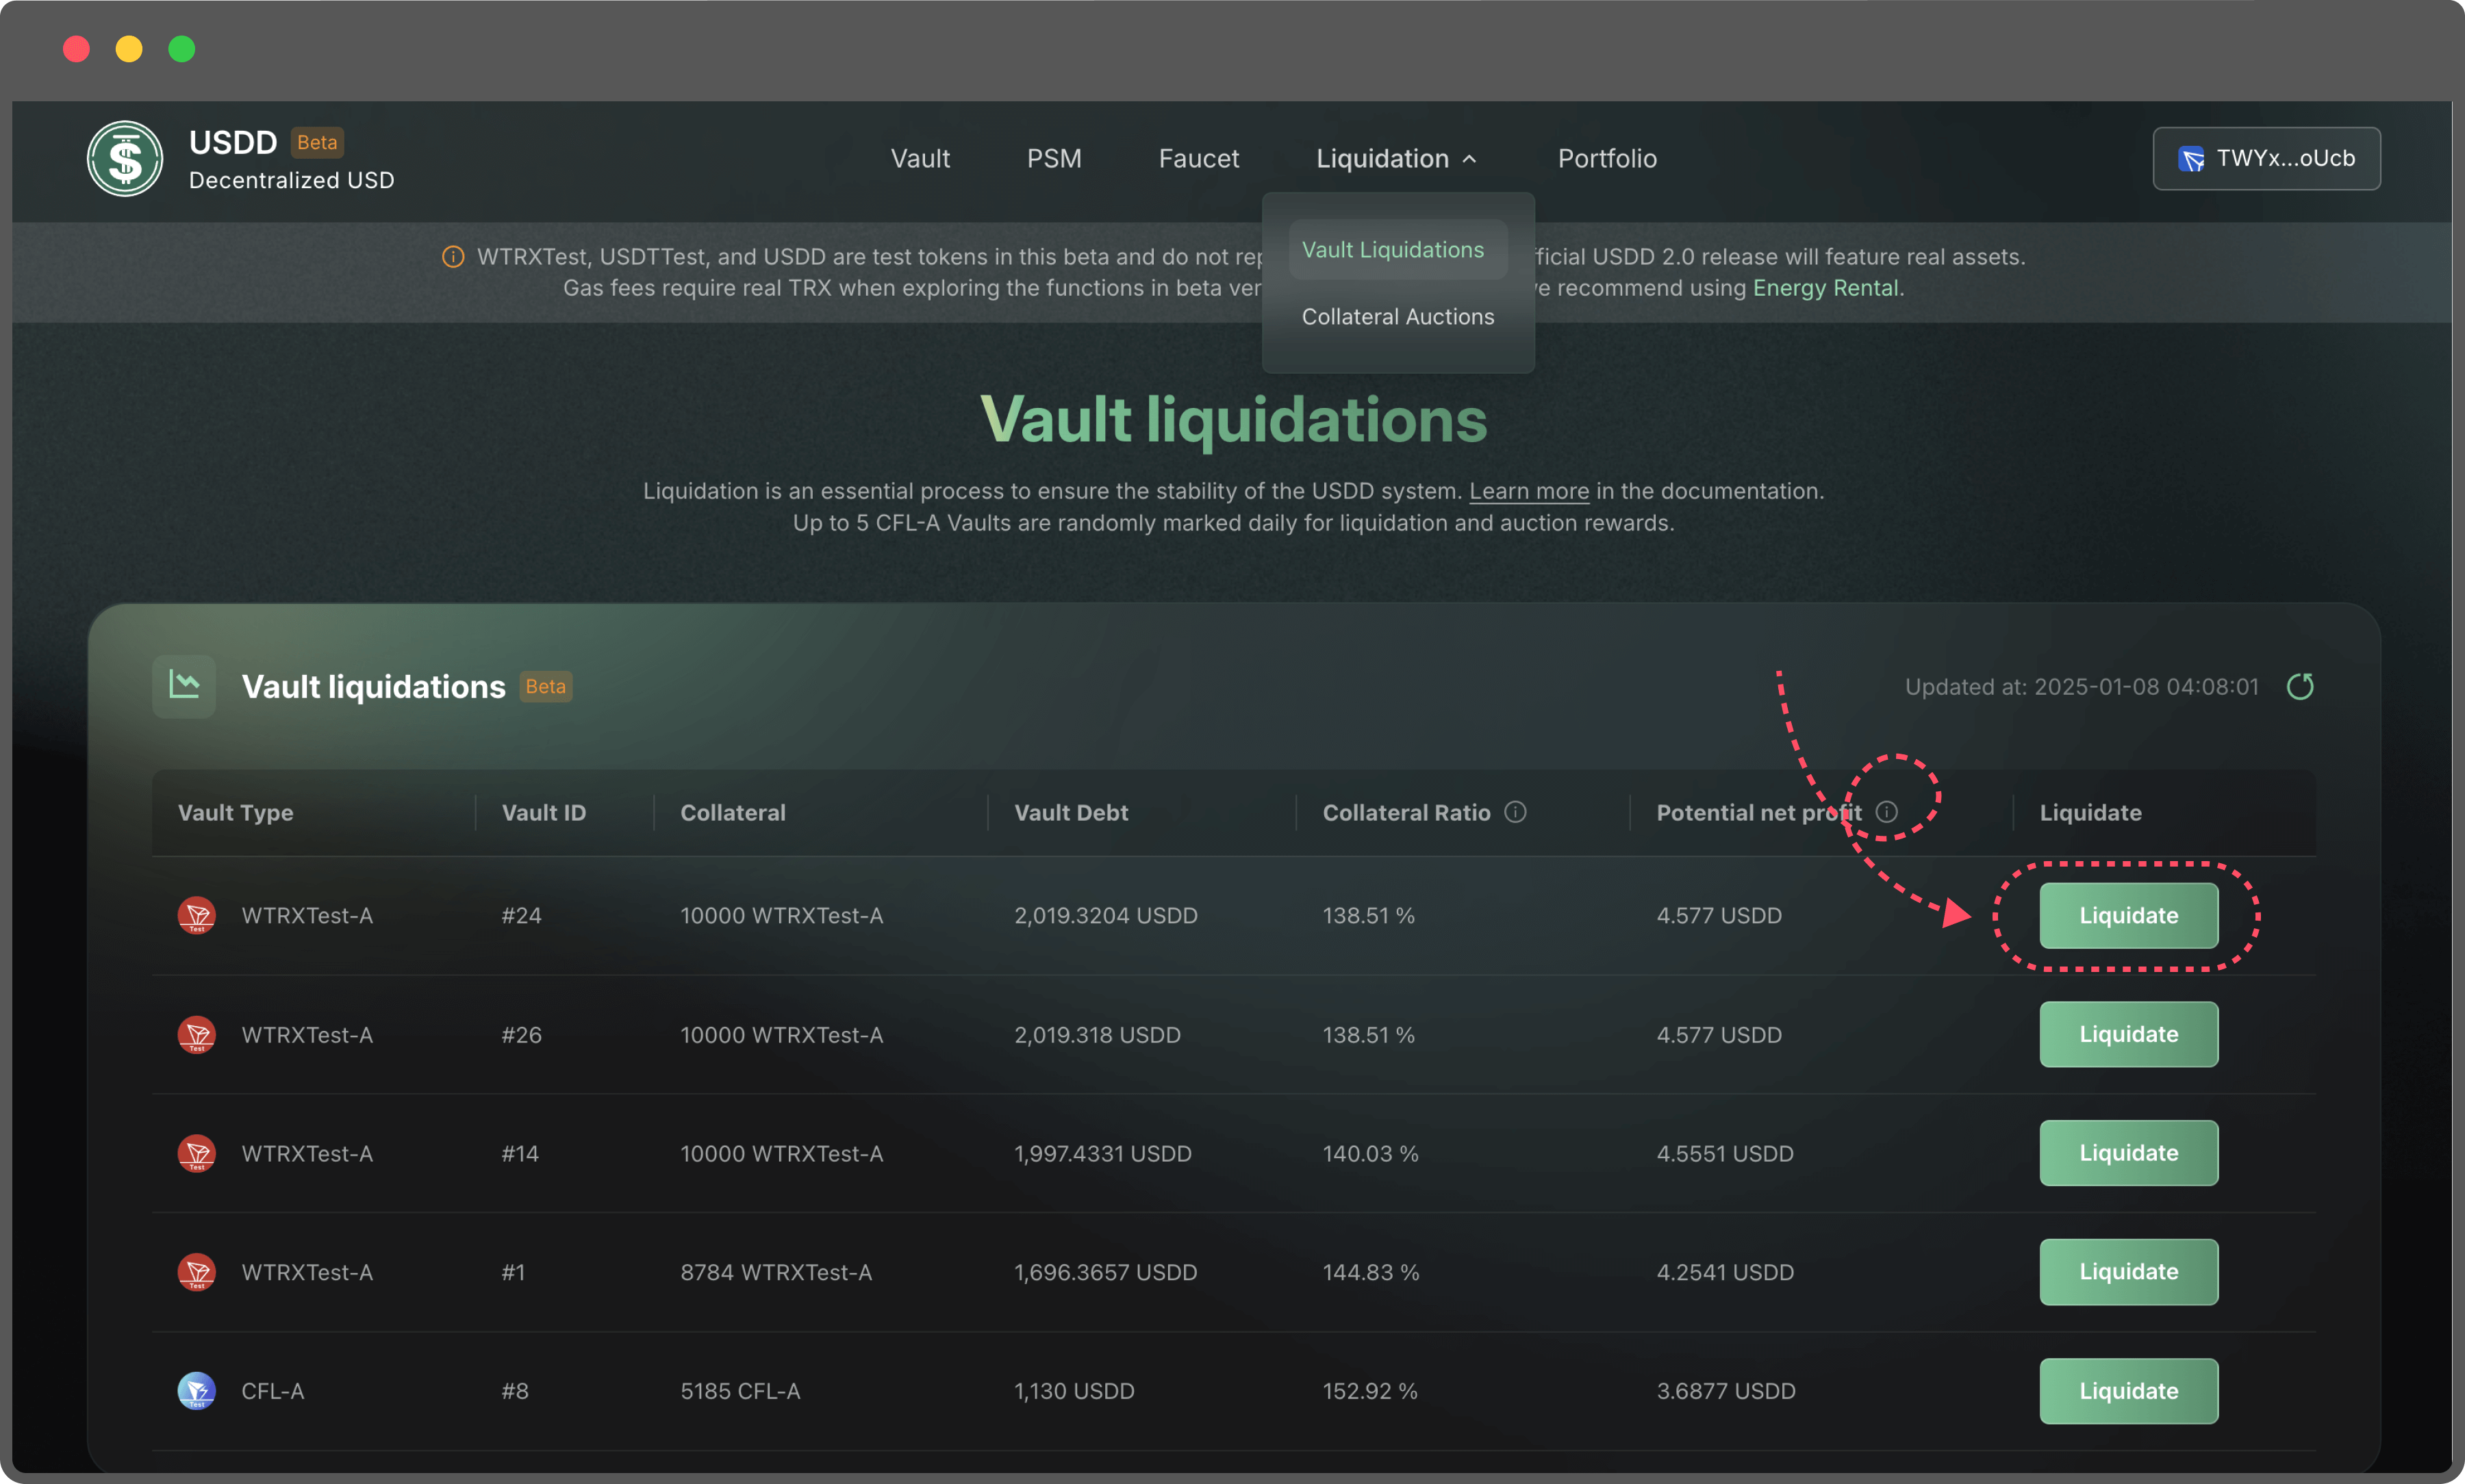 USDD Beta
Decentralized USD
Vault PSM Faucet Liquidation Portfolio TWYx...oUcb
Vault Liquidations
Collateral Auctions
WTRXTest, USDTTest, and USDD are test tokens in this beta and do not ficial USDD 2.0 release will feature real assets.
Gas fees require real TRX when exploring the functions in beta recommend using Energy Rental.
Vault liquidations
Liquidation is an essential process to ensure the stability of the USDD system. Learn more in the documentation.
Up to 5 CFL-A Vaults are randomly marked daily for liquidation and auction rewards.
Vault liquidations Beta Updated at: 2025-01-08 04:08:01
Vault Type Vault ID Collateral Vault Debt Collateral Ratio Potential net profit Liquidate
Test WTRXTest-A #24 10000 WTRXTest-A 2,019.3204 USDD 138.51 % 4.577 USDD Liquidate
Test WTRXTest-A #26 10000 WTRXTest-A 2,019.318 USDD 138.51 % 4.577 USDD Liquidate
Test WTRXTest-A #14 10000 WTRXTest-A 1,997.4331 USDD 140.03 % 4.5551 USDD Liquidate
Test WTRXTest-A #1 8784 WTRXTest-A 1,696.3657 USDD 144.83 % 4.2541 USDD Liquidate
Test CFL-A #8 5185 CFL-A 1,130 USDD 152.92 % 3.6877 USDD Liquidate